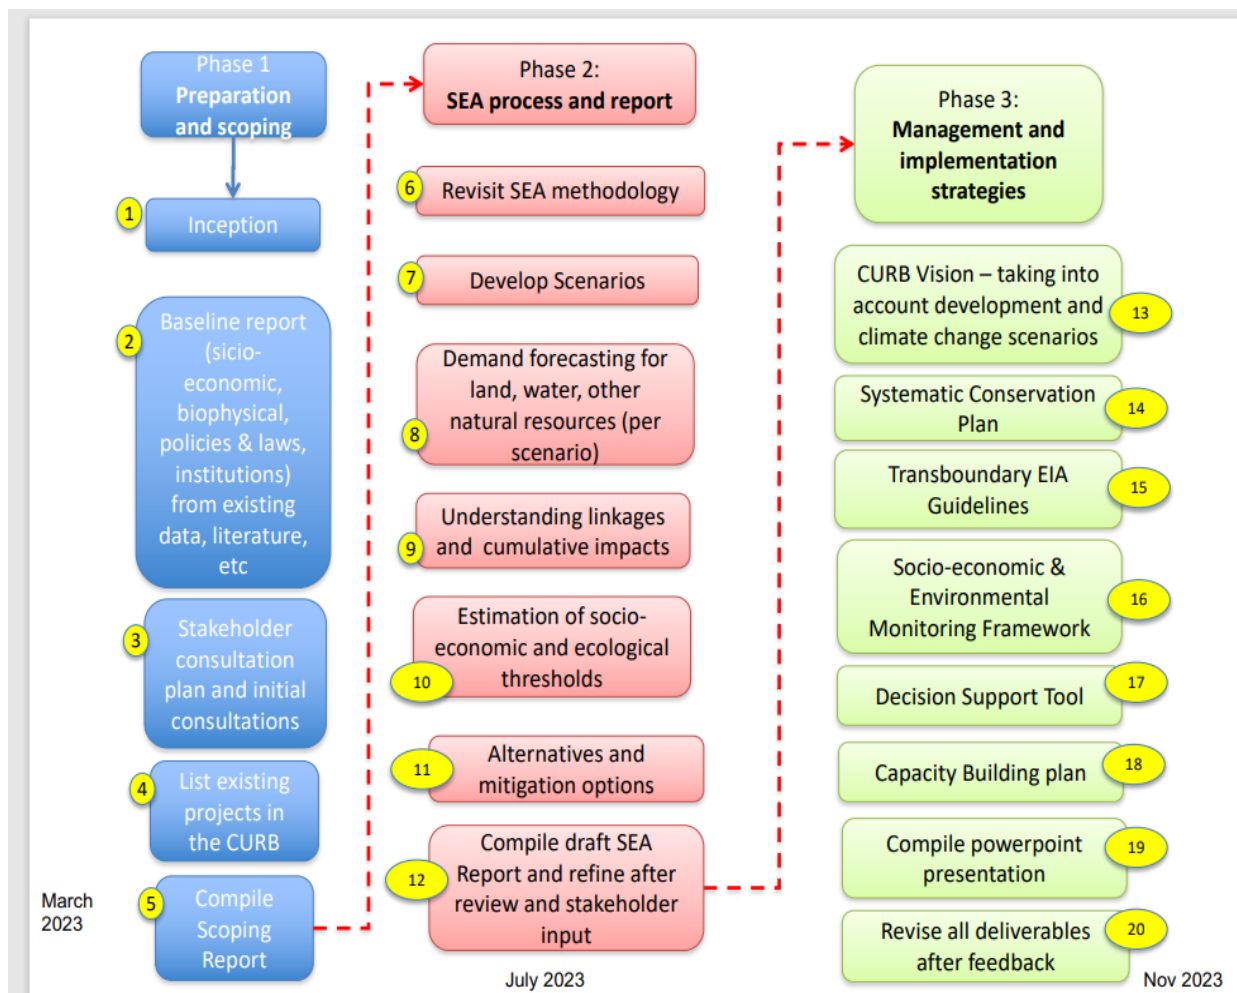 Phase 1
Preparation
and scoping
1
Inception
2
Baseline report
(sicio-
economic,
biophysical,
policies & laws,
institutions)
from existing
data, literature,
etc
3
Stakeholder
consultation
plan and initial
consultations
4
List existing
projects in
the CURB
March
2023
5
Compile
Scoping
Report
Phase 2:
SEA process and report
6
Revisit SEA methodology
7
Develop Scenarios
8
Demand forecasting for
land, water, other
natural resources (per
scenario)
9
Understanding linkages
and cumulative impacts
10
Estimation of socio-
economic and ecological
thresholds
11
Alternatives and
mitigation options
12
Compile draft SEA
Report and refine after
review and stakeholder
input
July 2023
Phase 3:
Management and
implementation
strategies
CURB Vision – taking into
account development and
climate change scenarios
13
Systematic Conservation
Plan
14
Transboundary EIA
Guidelines
15
Socio-economic &
Environmental
Monitoring Framework
16
Decision Support Tool
17
Capacity Building plan
18
Compile powerpoint
presentation
19
Revise all deliverables
after feedback
20
Nov 2023